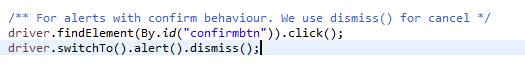 /** For alerts with confirm behaviour. We use dismiss() for cancel */
driver.findElement(By.id("confirmbtn")).click();
driver.switchTo().alert().dismiss();